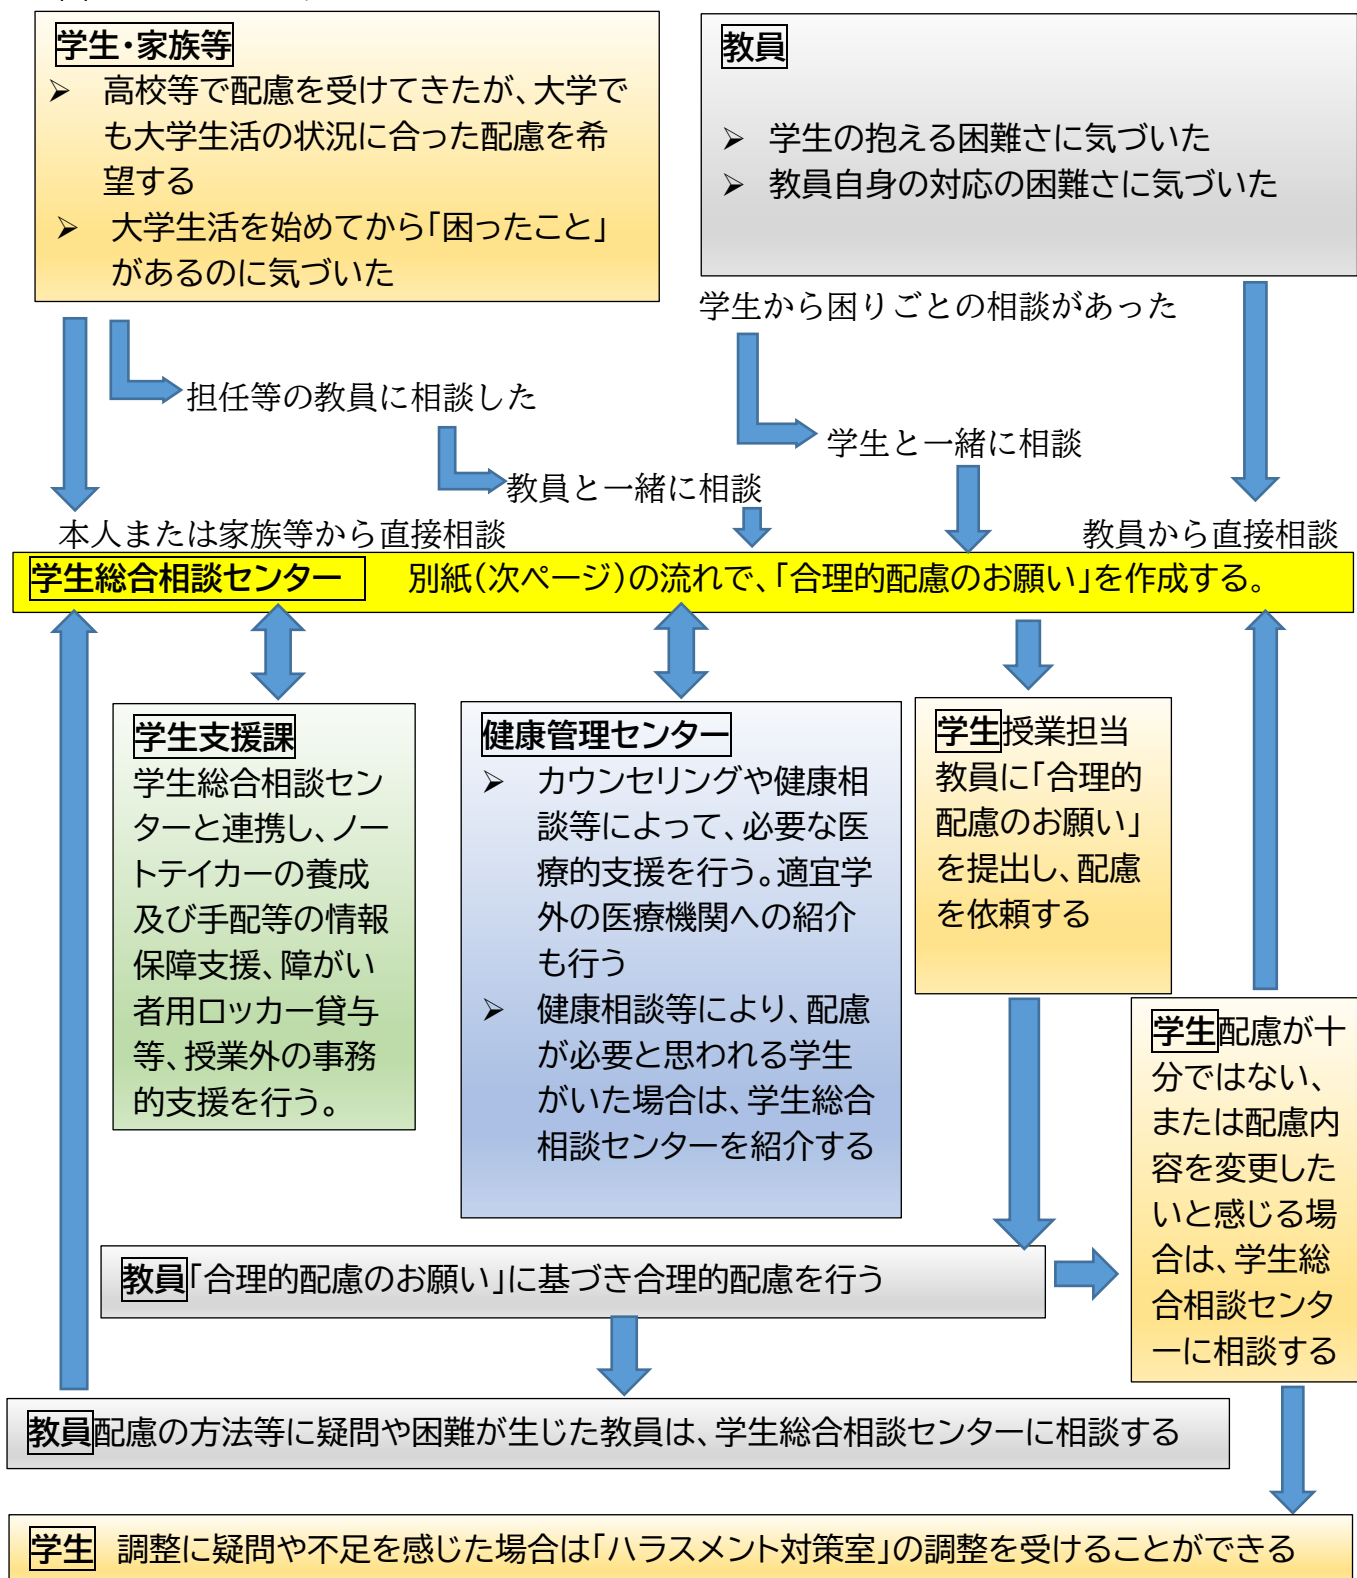 学生・家族等
➢ 高校等で配慮を受けてきたが、大学で
も大学生活の状況に合った配慮を希
望する
➢ 大学生活を始めてから「困ったこと」
があるのに気づいた
教員
➢ 学生の抱える困難さに気づいた
➢ 教員自身の対応の困難さに気づいた
学生から困りごとの相談があった
担任等の教員に相談した
学生と一緒に相談
教員と一緒に相談
本人または家族等から直接相談
教員から直接相談
学生総合相談センター 別紙(次ページ)の流れで、「合理的配慮のお願い」を作成する。
学生支援課
学生総合相談セン
ターと連携し、ノー
トテイカーの養成
及び手配等の情報
保障支援、障がい
者用ロッカー貸与
等、授業外の事務
的支援を行う。
健康管理センター
➢ カウンセリングや健康相
談等によって、必要な医
療的支援を行う。適宜学
外の医療機関への紹介
も行う
➢ 健康相談等により、配慮
が必要と思われる学生
がいた場合は、学生総合
相談センターを紹介する
学生授業担当
教員に「合理的
配慮のお願い」
を提出し、配慮
を依頼する
学生配慮が十
分ではない、
または配慮内
容を変更した
いと感じる場
合は、学生総
合相談センタ
ーに相談する
教員「合理的配慮のお願い」に基づき合理的配慮を行う
教員配慮の方法等に疑問や困難が生じた教員は、学生総合相談センターに相談する
学生 調整に疑問や不足を感じた場合は「ハラスメント対策室」の調整を受けることができる